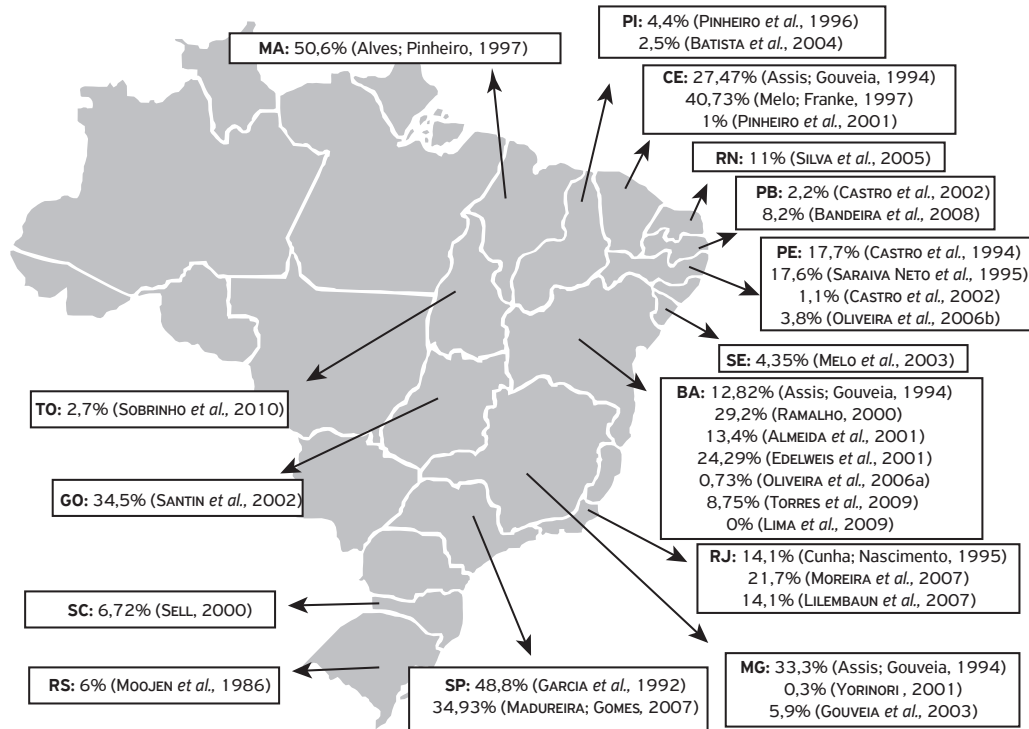 PI: 4,4% (PINHEIRO et al., 1996)
2,5% (BATISTA et al., 2004)
MA: 50,6% (Alves; Pinheiro, 1997)
CE: 27,47% (Assis; Gouveia, 1994)
40,73% (Melo; Franke, 1997)
1% (PINHEIRO et al., 2001)
RN: 11% (SILVA et al., 2005)
PB: 2,2% (CASTRO et al., 2002)
8,2% (BANDEIRA et al., 2008)
PE: 17,7% (CASTRO et al., 1994)
17,6% (SARAIVA NETO et al., 1995)
1,1% (CASTRO et al., 2002)
3,8% (OLIVEIRA et al., 2006b)
SE: 4,35% (MELO et al., 2003)
BA: 12,82% (Assis; Gouveia, 1994)
29,2% (RAMALHO, 2000)
13,4% (ALMEIDA et al., 2001)
24,29% (EDELWEIS et al., 2001)
0,73% (OLIVEIRA et al., 2006a)
8,75% (TORRES et al., 2009)
0% (LIMA et al., 2009)
TO: 2,7% (SOBRINHO et al., 2010)
GO: 34,5% (SANTIN et al., 2002)
RJ: 14,1% (Cunha; Nascimento, 1995)
21,7% (MOREIRA et al., 2007)
14,1% (LILEMBAUN et al., 2007)
SC: 6,72% (SELL, 2000)
RS: 6% (MOOJEN et al., 1986)
SP: 48,8% (GARCIA et al., 1992)
34,93% (MADUREIRA; GOMES, 2007)
MG: 33,3% (Assis; Gouveia, 1994)
0,3% (YORINORI , 2001)
5,9% (GOUVEIA et al., 2003)